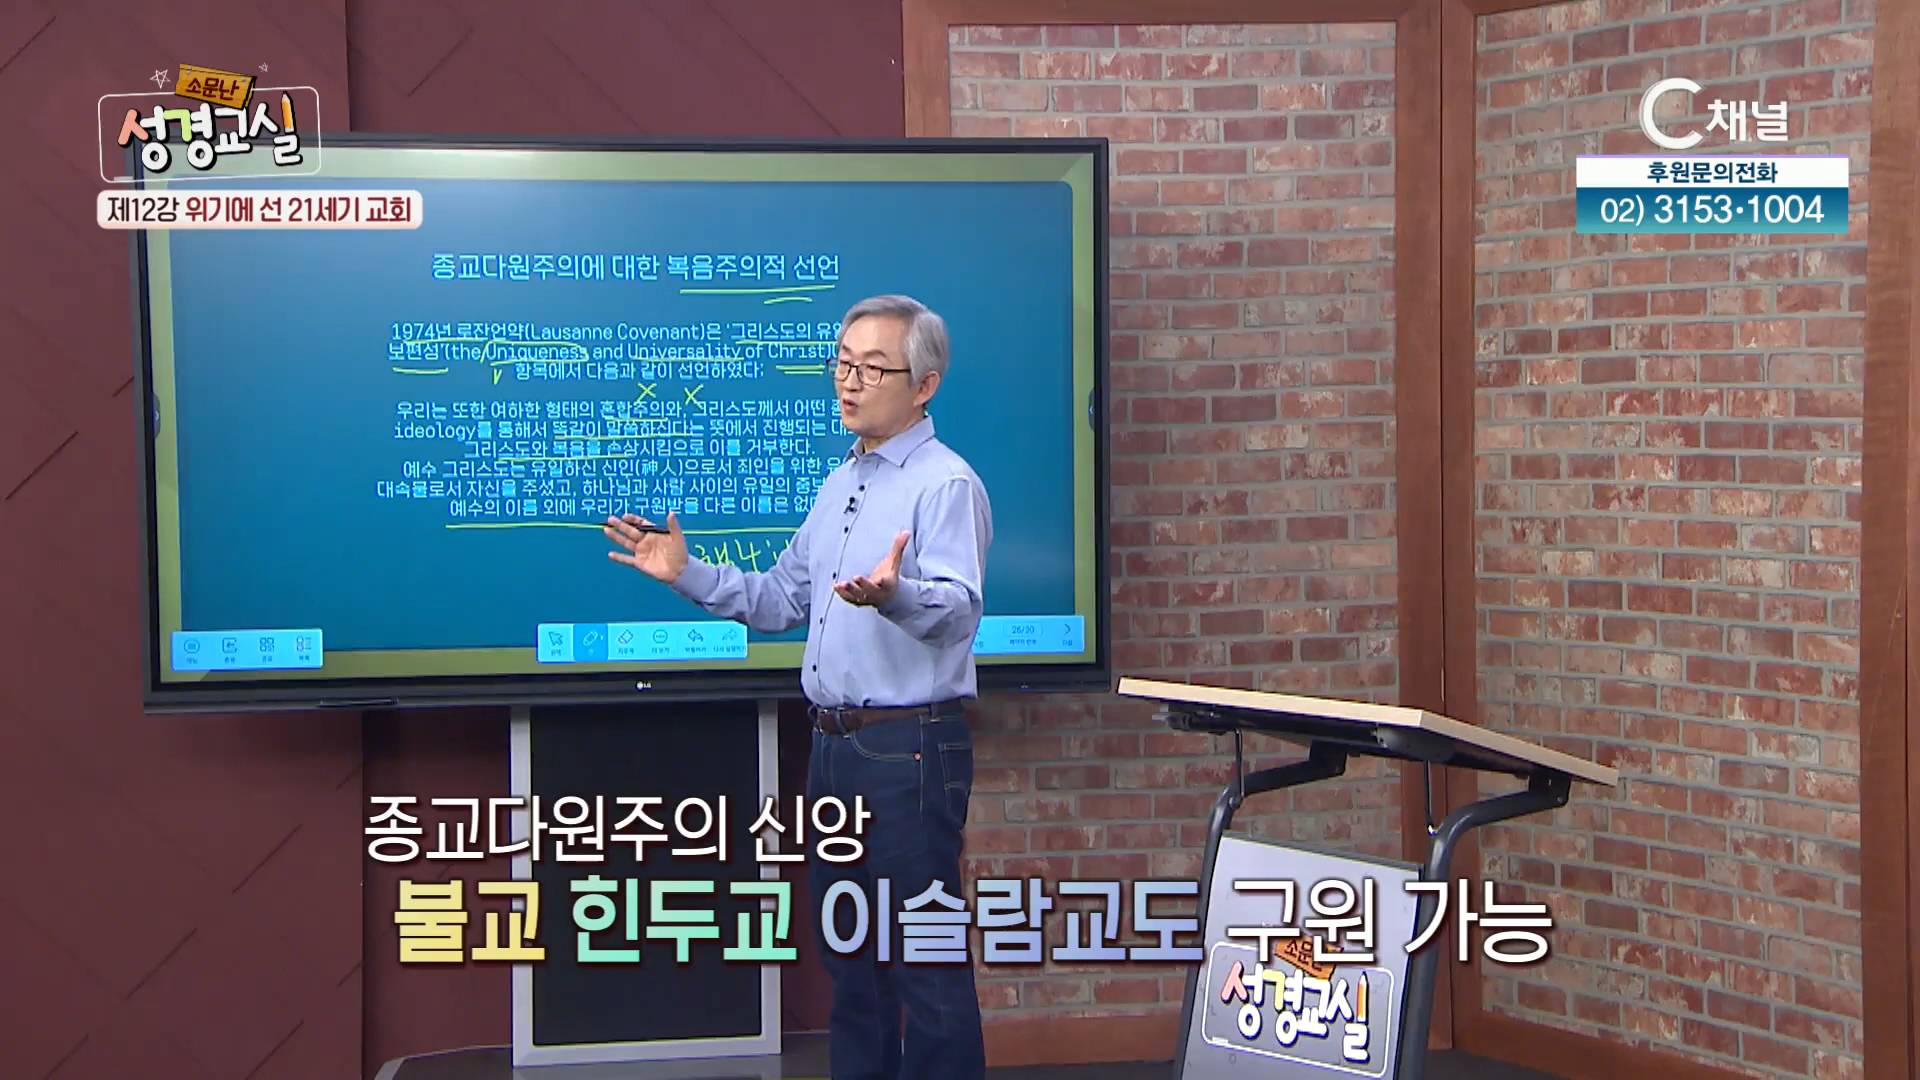 소문난
성경교실
제12강 위기에 선 21세기 교회
C채널
후원문의전화
02) 3153·1004
종교다원주의에 대한 복음주의적 선언
1974년 로잔언약(Lausanne Covenant)은 '그리스도의 유일
보편성'(the Uniqueness and Universality of Christ)
항목에서 다음과 같이 선언하였다:
우리는 또한 여하한 형태의 혼합주의와, 그리스도께서 어떤
ideology를 통해서 똑같이 말씀하신다는 뜻에서 진행되는
그리스도와 복음을 손상시킴으로 이를 거부한다.
예수 그리스도는 유일하신 신인(神人)으로서 죄인을 위한
대속물로서 자신을 주셨고, 하나님과 사람 사이의 유일의
예수의 이름 외에 우리가 구원받을 다른 이름은
26/30
LG
종교다원주의 신앙
불교 힌두교 이슬람교도 구원 가능
소문난
성경교실